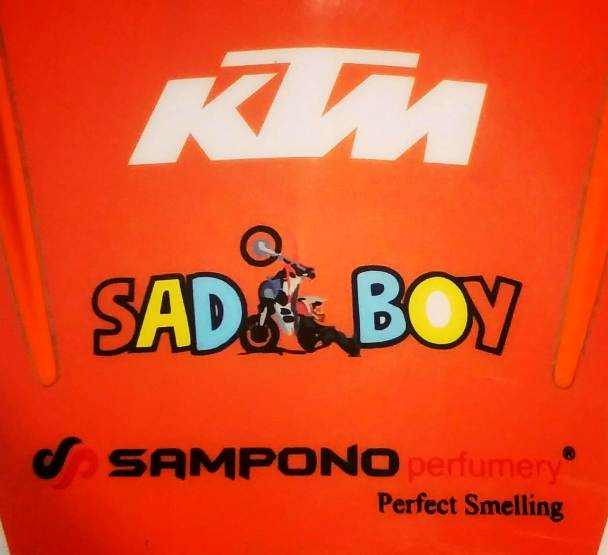 KTM
SAD BOY
SAMPONO perfumery®
Perfect Smelling